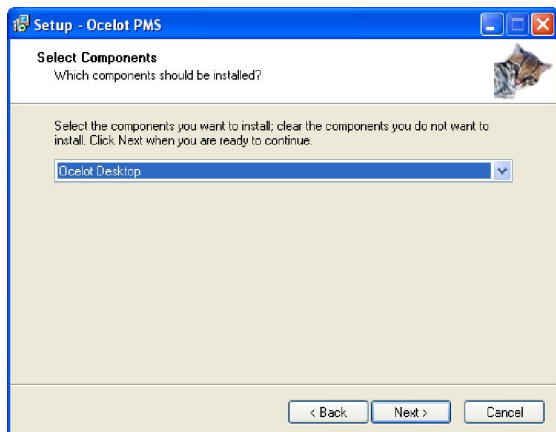 Setup - Ocelot PMS
Select Components
Which components should be installed?
Select the components you want to install; clear the components you do not want to
install. Click Next when you are ready to continue.
Ocelot Desktop
< Back
Next >
Cancel